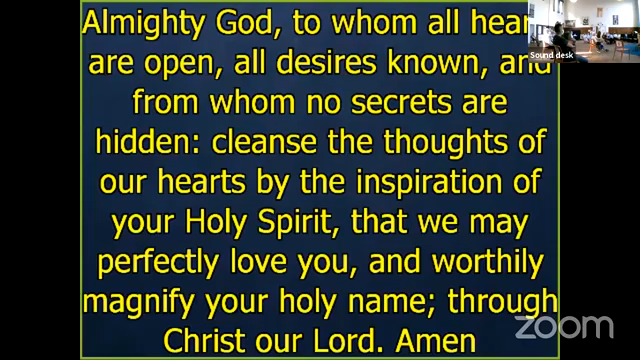 Almighty God, to whom all hear
are open, all desires known, and
from whom no secrets are
hidden: cleanse the thoughts of
our hearts by the inspiration of
your Holy Spirit, that we may
perfectly love you, and worthily
magnify your holy name; through
Christ our Lord. Amen
Sound desk
zoom